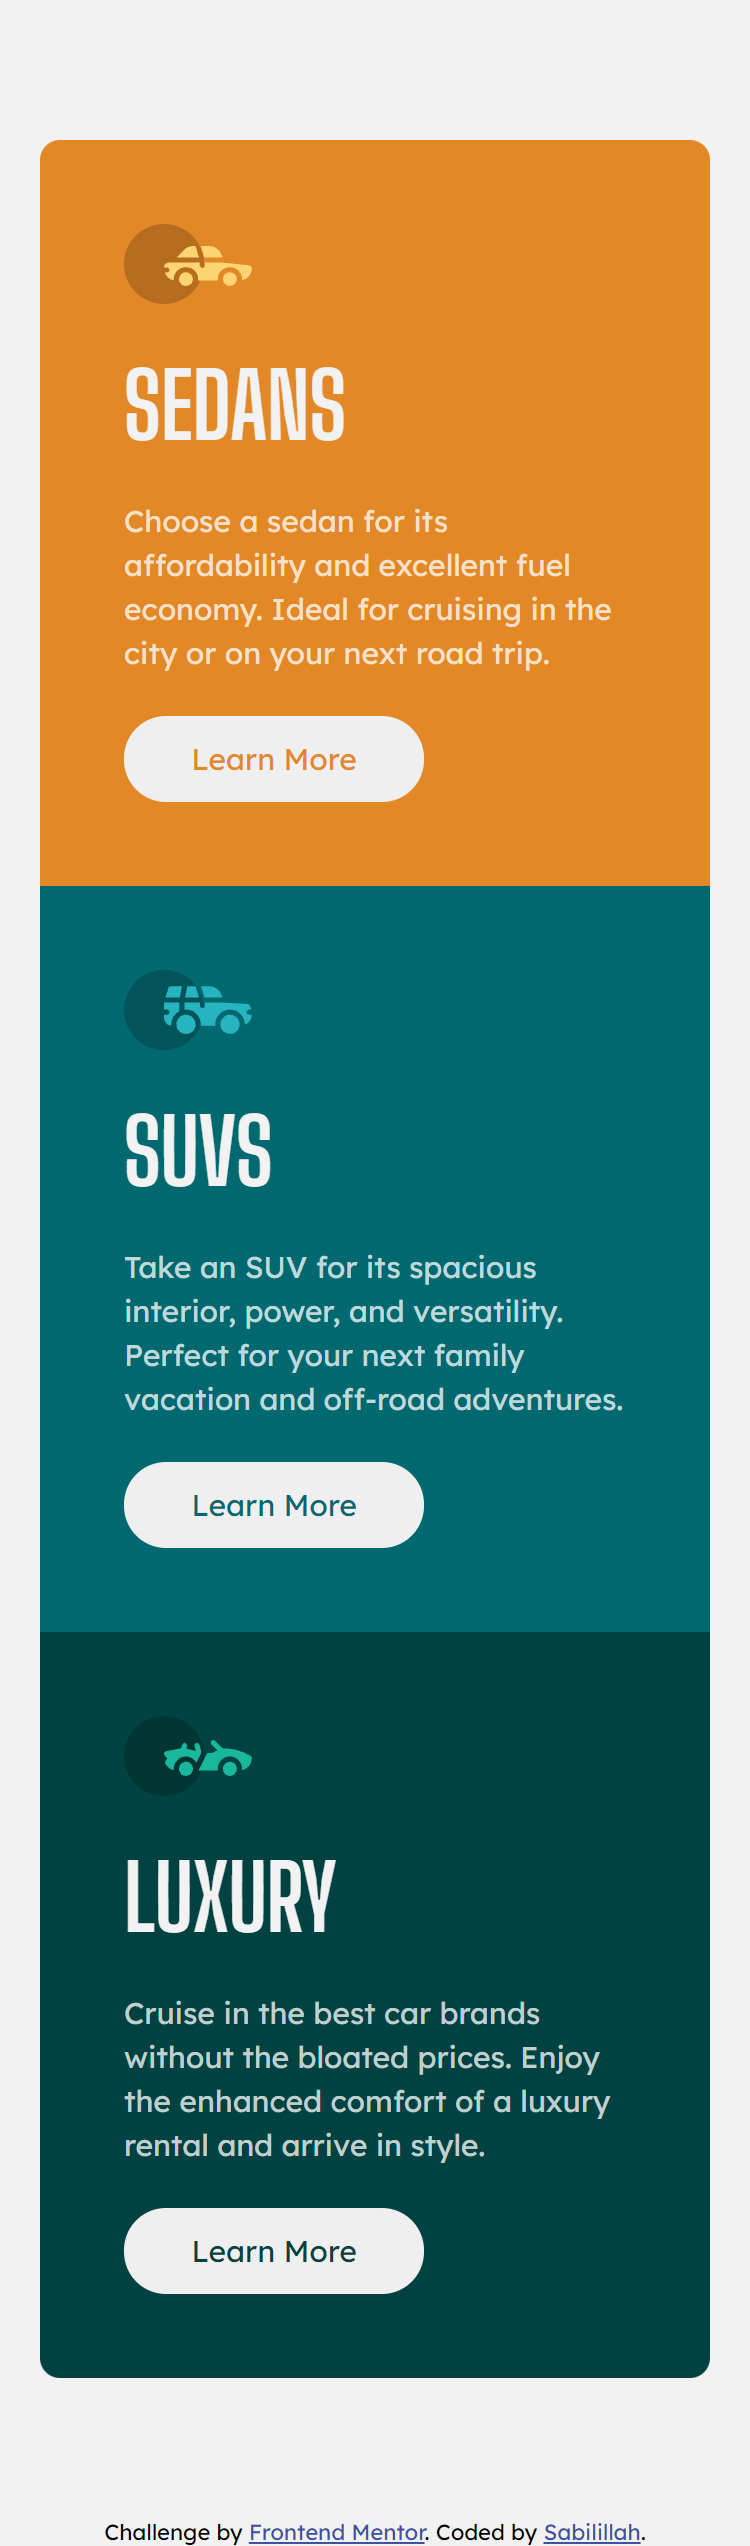 SEDANS
Choose a sedan for its
affordability and excellent fuel
economy. Ideal for cruising in the
city or on your next road trip.
Learn More
SUVS
Take an SUV for its spacious
interior, power, and versatility.
Perfect for your next family
vacation and off-road adventures.
Learn More
LUXURY
Cruise in the best car brands
without the bloated prices. Enjoy
the enhanced comfort of a luxury
rental and arrive in style.
Learn More
Challenge by Frontend Mentor. Coded by Sabilillah.